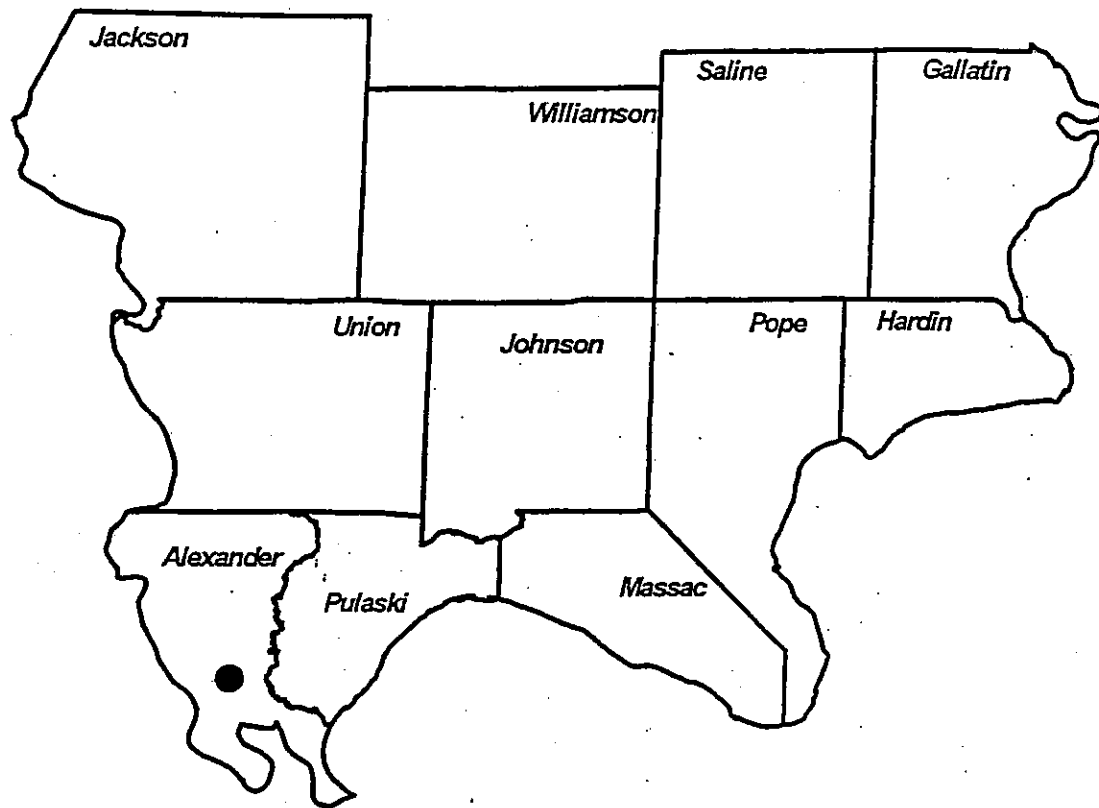 Jackson
Saline
Gallatin
Williamson
Union
Johnson
Pope
Hardin
Alexander
Pulaski
Massac